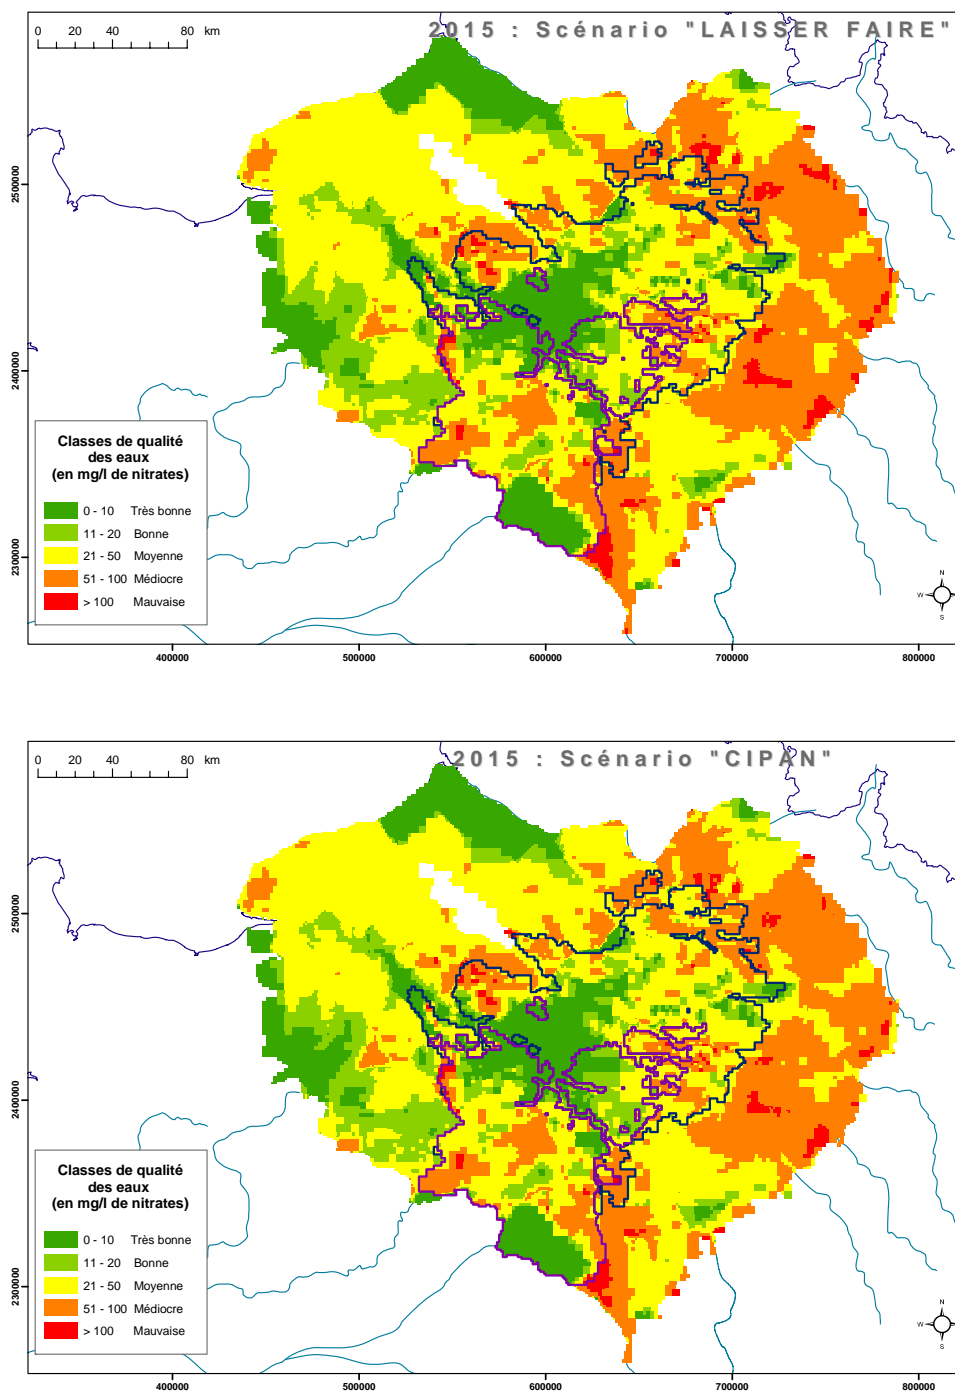 2015 : Scénario "LAISSER FAIRE"
0 20 40 80 km
2500000
2400000
2300000
Classes de qualité
des eaux
(en mg/l de nitrates)
0 - 10 Très bonne
11 - 20 Bonne
21 - 50 Moyenne
51 - 100 Médiocre
> 100 Mauvaise
N
W
S
400000 500000 600000 700000 800000
2015 : Scénario "CIPAN"
0 20 40 80 km
2500000
2400000
2300000
Classes de qualité
des eaux
(en mg/l de nitrates)
0 - 10 Très bonne
11 - 20 Bonne
21 - 50 Moyenne
51 - 100 Médiocre
> 100 Mauvaise
N
W
S
400000 500000 600000 700000 800000